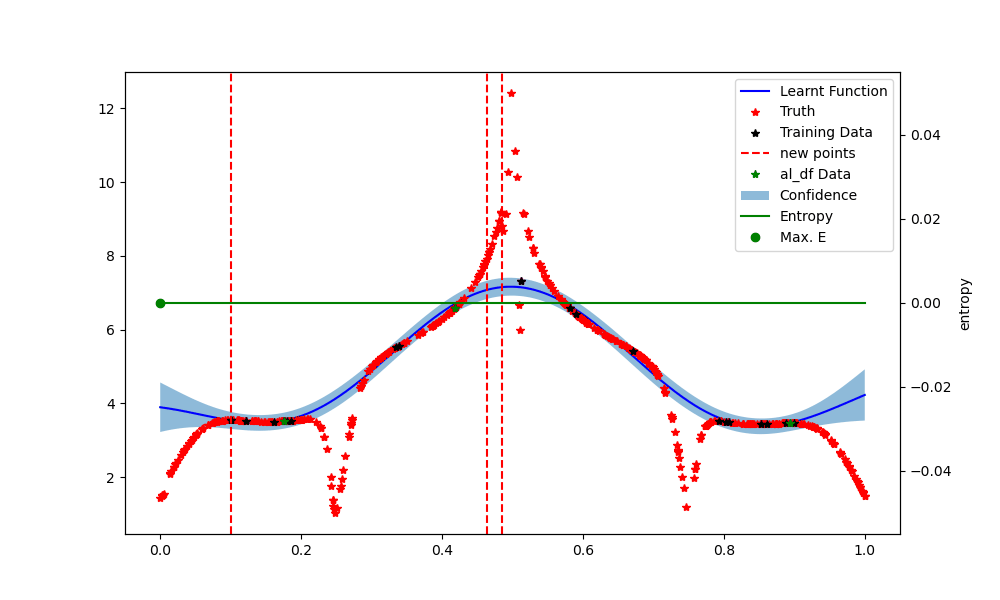 12
10
8
6
4
2
0.0
0.2
0.4
0.6
0.8
1.0
0.04
0.02
0.00
−0.02
−0.04
entropy
Learnt Function
Truth
Training Data
new points
al_df Data
Confidence
Entropy
Max. E